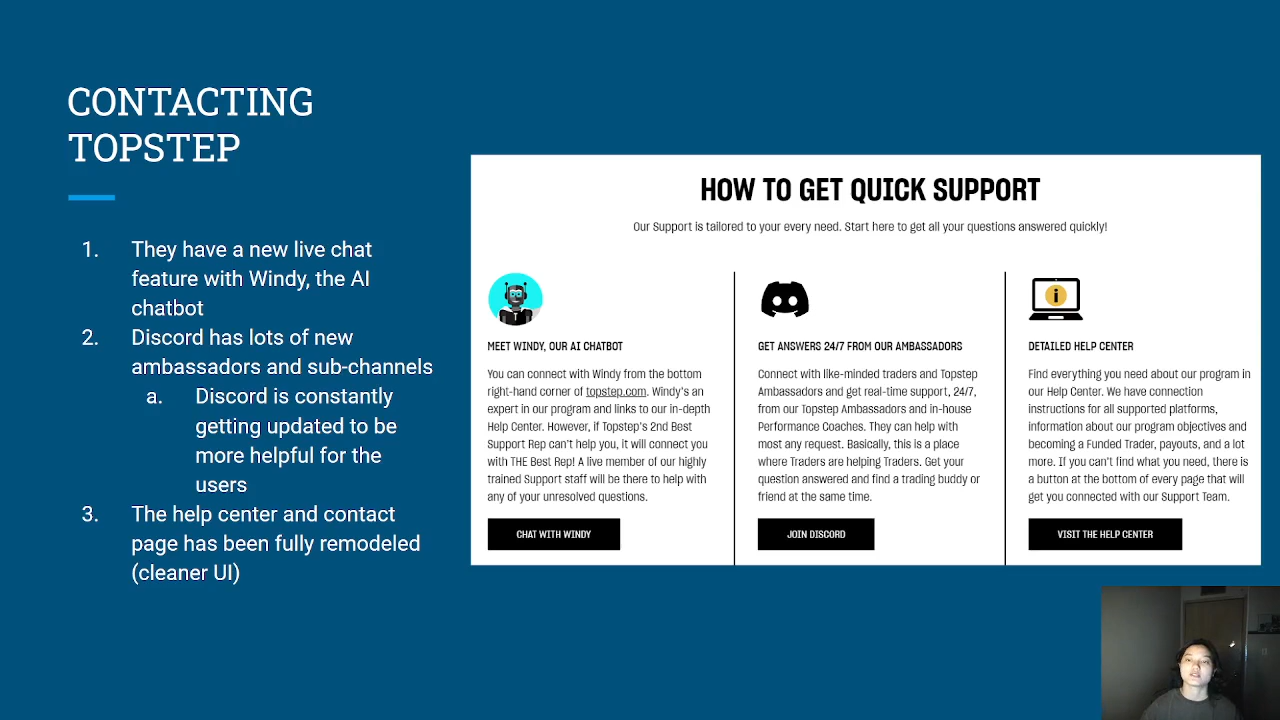 CONTACTING
TOPSTEP
1. They have a new live chat
feature with Windy, the AI
chatbot
2. Discord has lots of new
ambassadors and sub-channels
a. Discord is constantly
getting updated to be
more helpful for the
users
3. The help center and contact
page has been fully remodeled
(cleaner UI)
HOW TO GET QUICK SUPPORT
Our Support is tailored to your every need. Start here to get all your questions answered quickly!
MEET WINDY, OUR AI CHATBOT
You can connect with Windy from the bottom
right-hand corner of topstep.com. Windy's an
expert in our program and links to our in-depth
Help Center. However, if Topstep's 2nd Best
Support Rep can't help you, it will connect you
with THE Best Rep! A live member of our highly
trained Support staff will be there to help with
any of your unresolved questions.
CHAT WITH WINDY
GET ANSWERS 24/7 FROM OUR AMBASSADORS
Connect with like-minded traders and Topstep
Ambassadors and get real-time support, 24/7,
from our Topstep Ambassadors and in-house
Performance Coaches. They can help with
most any request. Basically, this is a place
where Traders are helping Traders. Get your
question answered and find a trading buddy or
friend at the same time.
JOIN DISCORD
DETAILED HELP CENTER
Find everything you need about our program in
our Help Center. We have connection
instructions for all supported platforms,
information about our program objectives and
becoming a Funded Trader, payouts, and a lot
more. If you can't find what you need, there is
a button at the bottom of every page that will
get you connected with our Support Team.
VISIT THE HELP CENTER